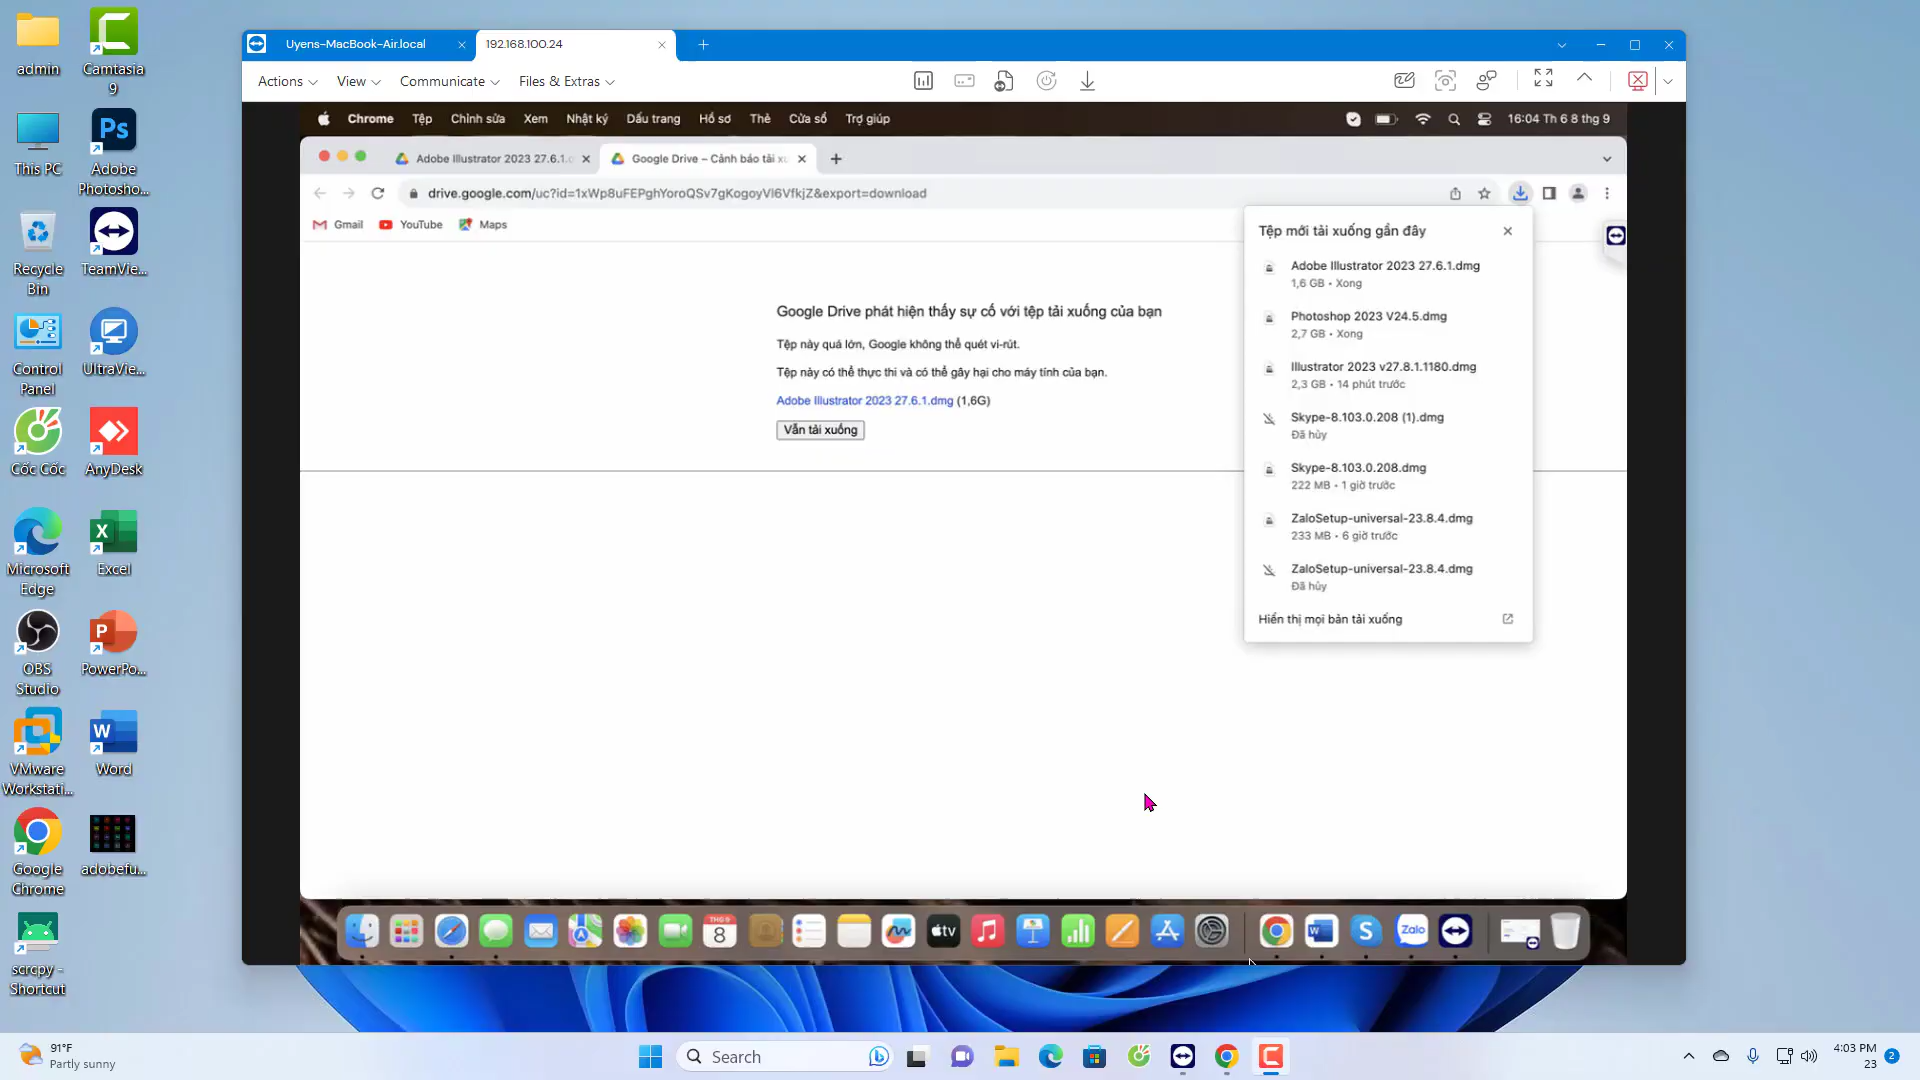 admin
Camtasia
9
This PC
Adobe
Photosho...
Recycle
Bin
TeamVie...
Control
Panel
UltraVie...
Cốc Cốc
AnyDesk
Microsoft
Edge
Excel
OBS
Studio
PowerPo...
VMware
Workstati...
Word
Google
Chrome
adobefu...
scrcpy -
Shortcut
Uyens-MacBook-Air.local
192.168.100.24
Actions
View
Communicate
Files & Extras
Chrome
Tệp
Chỉnh sửa
Xem
Nhật ký
Dấu trang
Hồ sơ
Thẻ
Cửa sổ
Trợ giúp
16:04 Th 6 8 thg 9
Adobe Illustrator 2023 27.6.1.
Google Drive – Cảnh báo tải x
drive.google.com/uc?id=1xWp8uFEPghYoroQSv7gKogoyVI6VfkjZ&export=download
Gmail
YouTube
Maps
Google Drive phát hiện thấy sự cố với tệp tải xuống của bạn
Tệp này quá lớn, Google không thể quét vi-rút.
Tệp này có thể thực thi và có thể gây hại cho máy tính của bạn.
Adobe Illustrator 2023 27.6.1.dmg (1,6G)
Vẫn tải xuống
Tệp mới tải xuống gần đây
Adobe Illustrator 2023 27.6.1.dmg
1,6 GB • Xong
Photoshop 2023 V24.5.dmg
2,7 GB • Xong
Illustrator 2023 v27.8.1.1180.dmg
2,3 GB • 14 phút trước
Skype-8.103.0.208 (1).dmg
Đã hủy
Skype-8.103.0.208.dmg
222 MB • 1 giờ trước
ZaloSetup-universal-23.8.4.dmg
233 MB • 6 giờ trước
ZaloSetup-universal-23.8.4.dmg
Đã hủy
Hiển thị mọi bản tải xuống
THG 9
8
tv
Zalo
91°F
Partly sunny
Search
4:03 PM
23
2